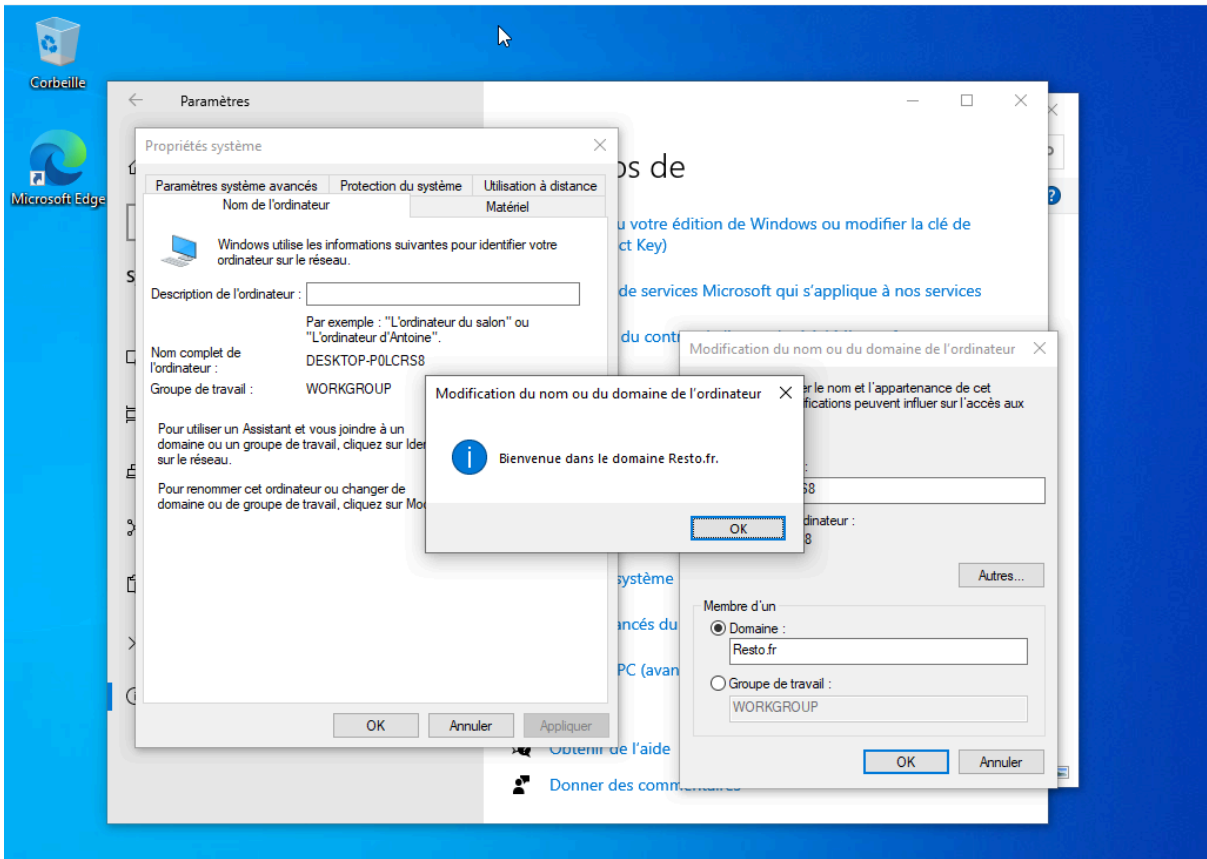 Corbeille
Microsoft Edge
Paramètres
Propriétés système
Paramètres système avancés
Protection du système
Utilisation à distance
Nom de l'ordinateur
Matériel
Windows utilise les informations suivantes pour identifier votre
ordinateur sur le réseau.
Description de l'ordinateur :
Par exemple : "L'ordinateur du salon" ou
"L'ordinateur d'Antoine".
Nom complet de
l'ordinateur :
DESKTOP-P0LCRS8
Groupe de travail :
WORKGROUP
Pour utiliser un Assistant et vous joindre à un
domaine ou un groupe de travail, cliquez sur
sur le réseau.
Pour renommer cet ordinateur ou changer de
domaine ou de groupe de travail, cliquez sur
OK
Annuler
Appliquer
de
votre édition de Windows ou modifier la clé de
Key)
de services Microsoft qui s'applique à nos services
du
système
du
PC
Obtenir de l'aide
Donner des commentaires
Modification du nom ou du domaine de l'ordinateur
Bienvenue dans le domaine Resto.fr.
OK
Modification du nom ou du domaine de l'ordinateur
le nom et l'appartenance de cet
peuvent influer sur l'accès aux
:
S8
:
8
Autres...
Membre d'un
Domaine :
Resto.fr
Groupe de travail :
WORKGROUP
OK
Annuler